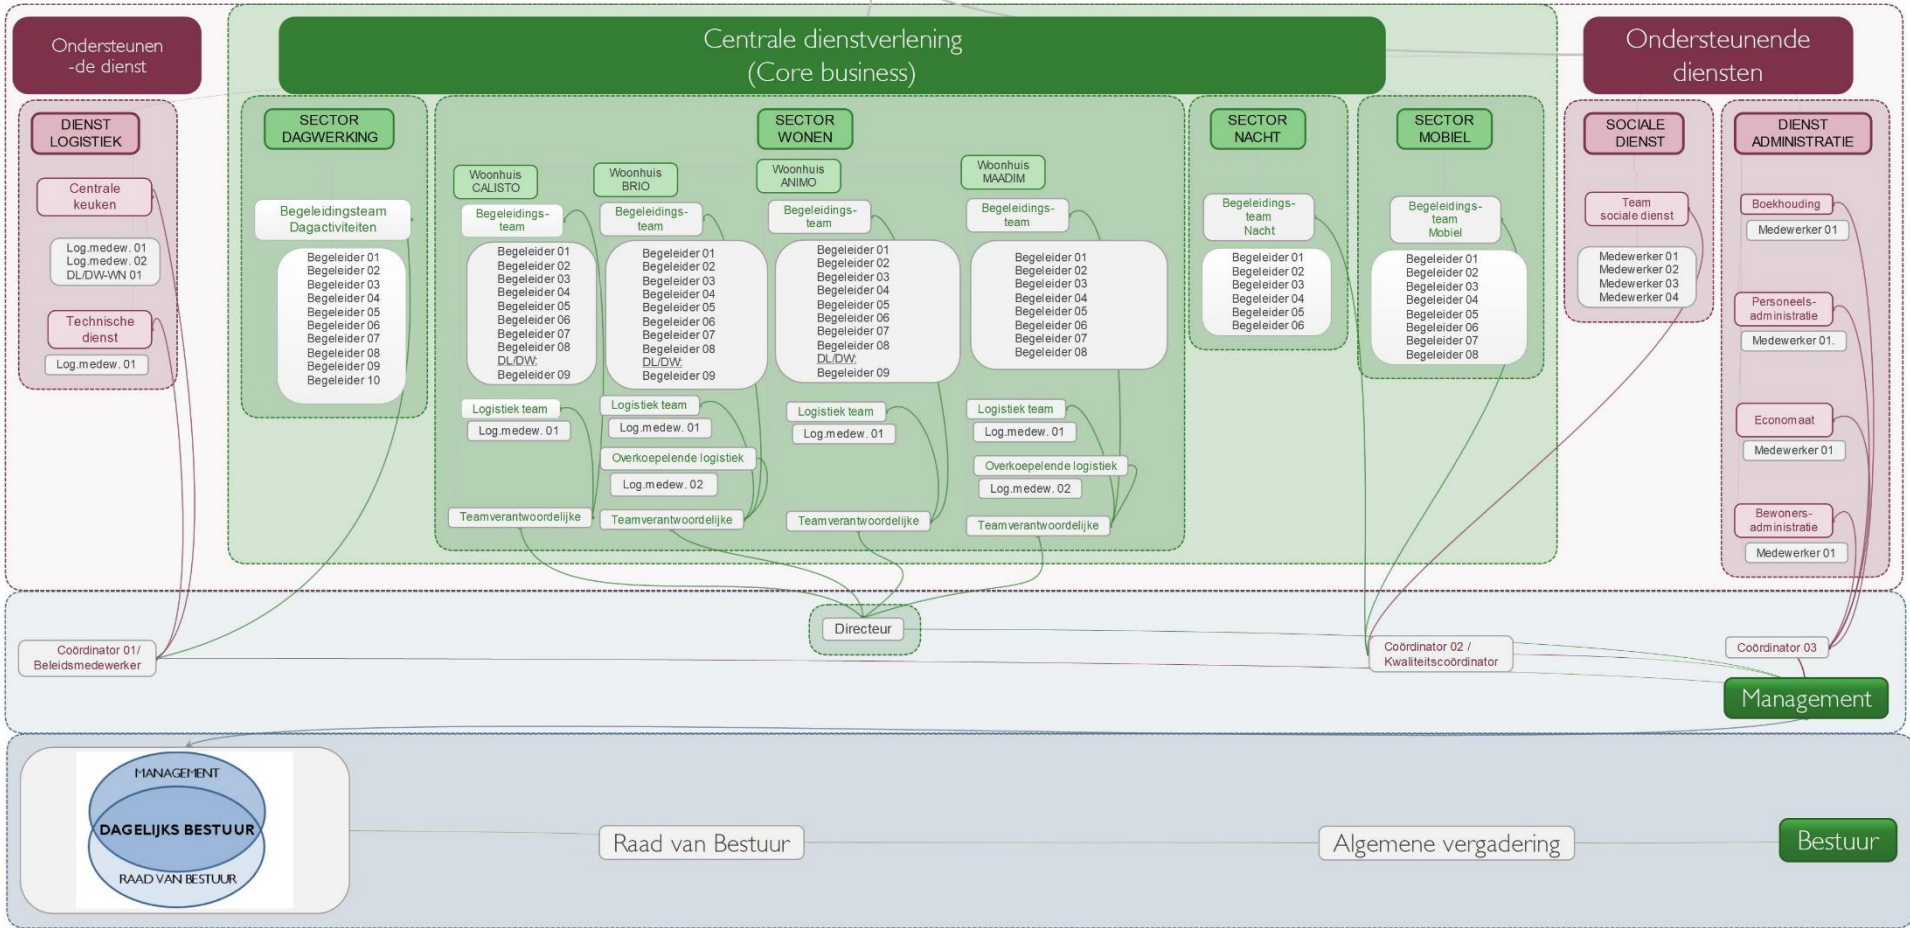 Ondersteunen
-de dienst
Centrale dienstverlening
(Core business)
Ondersteunende
diensten
DIENST
LOGISTIEK
Centrale
keuken
Log.medew. 01
Log.medew. 02
DL/DW-WN 01
Technische
dienst
Log.medew. 01
SECTOR
DAGWERKING
Begeleidingsteam
Dagactiviteiten
Begeleider 01
Begeleider 02
Begeleider 03
Begeleider 04
Begeleider 05
Begeleider 06
Begeleider 07
Begeleider 08
Begeleider 09
Begeleider 10
SECTOR
WONEN
Woonhuis
CALISTO
Begeleidings-
team
Begeleider 01
Begeleider 02
Begeleider 03
Begeleider 04
Begeleider 05
Begeleider 06
Begeleider 07
Begeleider 08
DL/DW:
Begeleider 09
Logistiek team
Log.medew. 01
Teamverantwoordelijke
Woonhuis
BRIO
Begeleidings-
team
Begeleider 01
Begeleider 02
Begeleider 03
Begeleider 04
Begeleider 05
Begeleider 06
Begeleider 07
Begeleider 08
DL/DW:
Begeleider 09
Logistiek team
Log.medew. 01
Overkoepelende logistiek
Log.medew. 02
Teamverantwoordelijke
Woonhuis
ANIMO
Begeleidings-
team
Begeleider 01
Begeleider 02
Begeleider 03
Begeleider 04
Begeleider 05
Begeleider 06
Begeleider 07
Begeleider 08
DL/DW:
Begeleider 09
Logistiek team
Log.medew. 01
Teamverantwoordelijke
Woonhuis
MAADIM
Begeleidings-
team
Begeleider 01
Begeleider 02
Begeleider 03
Begeleider 04
Begeleider 05
Begeleider 06
Begeleider 07
Begeleider 08
Logistiek team
Log.medew. 01
Overkoepelende logistiek
Log.medew. 02
Teamverantwoordelijke
SECTOR
NACHT
Begeleidings-
team
Nacht
Begeleider 01
Begeleider 02
Begeleider 03
Begeleider 04
Begeleider 05
Begeleider 06
SECTOR
MOBIEL
Begeleidings-
team
Mobiel
Begeleider 01
Begeleider 02
Begeleider 03
Begeleider 04
Begeleider 05
Begeleider 06
Begeleider 07
Begeleider 08
SOCIALE
DIENST
Team
sociale dienst
Medewerker 01
Medewerker 02
Medewerker 03
Medewerker 04
DIENST
ADMINISTRATIE
Boekhouding
Medewerker 01
Personeels-
administratie
Medewerker 01.
Economaat
Medewerker 01
Bewoners-
administratie
Medewerker 01
Coördinator 01/
Beleidsmedewerker
Directeur
Coördinator 02 /
Kwaliteitscoördinator
Coördinator 03
Management
MANAGEMENT
DAGELIJKS BESTUUR
RAAD VAN BESTUUR
Raad van Bestuur
Algemene vergadering
Bestuur